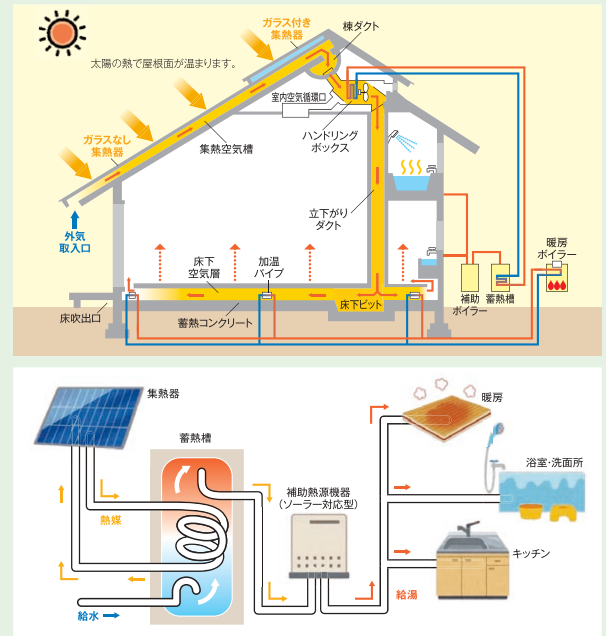 ガラス付き
集熱器
棟ダクト
太陽の熱で屋根面が温まります。
室内空気循環口
ハンドリング
ボックス
ガラスなし
集熱器
集熱空気槽
立下がり
ダクト
外気
取入口
暖房
ボイラー
床下
空気層
加温
パイプ
補助
ボイラー
蓄熱槽
床下ピット
床吹出口
蓄熱コンクリート
集熱器
暖房
蓄熱槽
浴室・洗面所
補助熱源機器
(ソーラー対応型)
熱媒
キッチン
給湯
給水